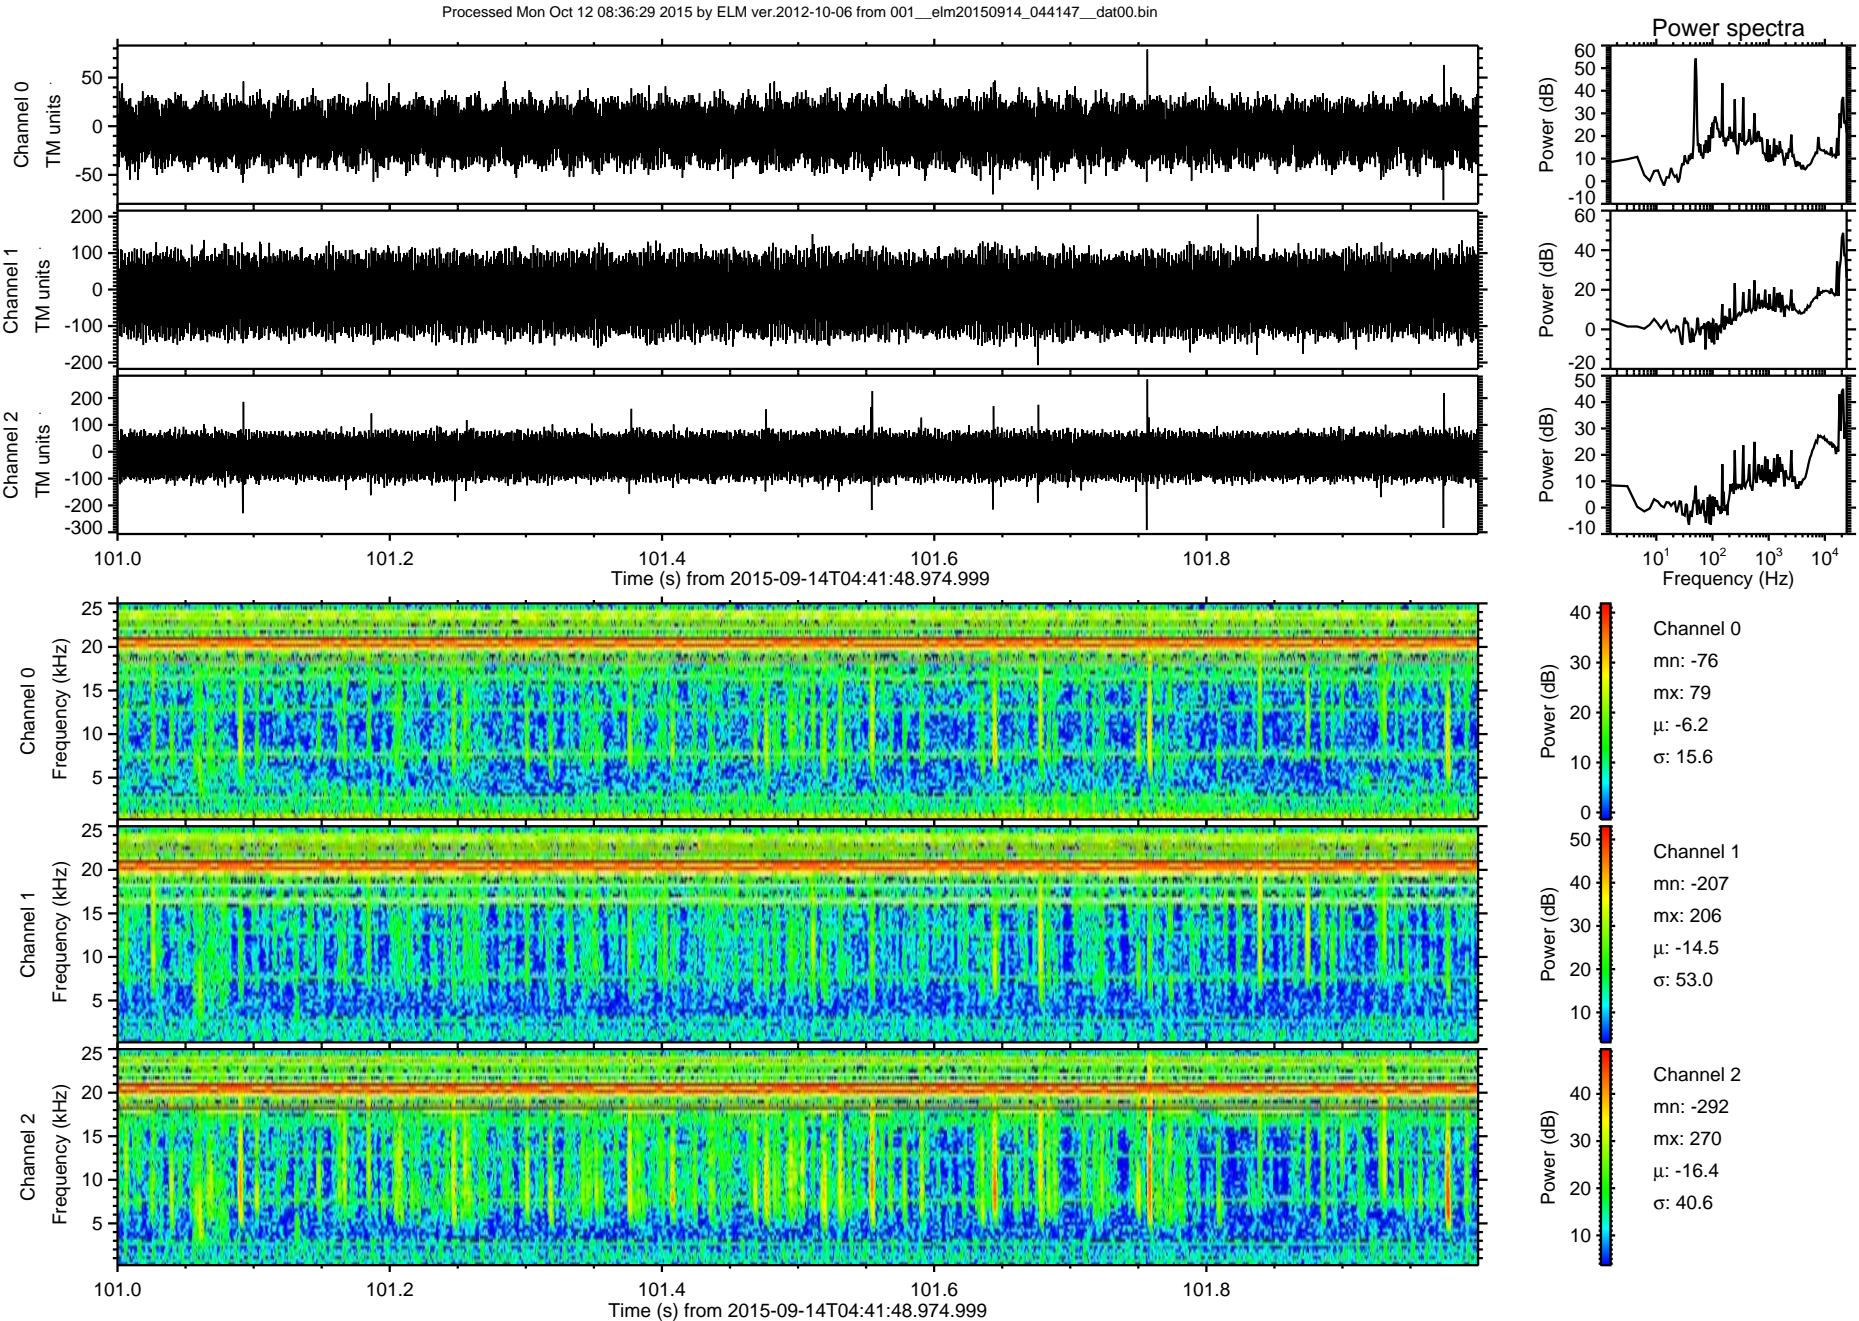 Processed Mon Oct 12 08:36:29 2015 by ELM ver.2012-10-06 from 001__elm20150914_044147__dat00.bin
Power spectra
Channel 0
TM units
50
0
-50
Power (dB)
60
50
40
30
20
10
0
-10
Channel 1
TM units
200
100
0
-100
-200
Power (dB)
60
40
20
0
-20
Channel 2
TM units
200
100
0
-100
-200
-300
Power (dB)
50
40
30
20
10
0
-10
101.0 101.2 101.4 101.6 101.8
Time (s) from 2015-09-14T04:41:48.974.999
10^1 10^2 10^3 10^4
Frequency (Hz)
Channel 0
Frequency (kHz)
25
20
15
10
5
Power (dB)
40
30
20
10
0
Channel 0
mn: -76
mx: 79
μ: -6.2
σ: 15.6
Channel 1
Frequency (kHz)
25
20
15
10
5
Power (dB)
50
40
30
20
10
Channel 1
mn: -207
mx: 206
μ: -14.5
σ: 53.0
Channel 2
Frequency (kHz)
25
20
15
10
5
Power (dB)
40
30
20
10
Channel 2
mn: -292
mx: 270
μ: -16.4
σ: 40.6
101.0 101.2 101.4 101.6 101.8
Time (s) from 2015-09-14T04:41:48.974.999